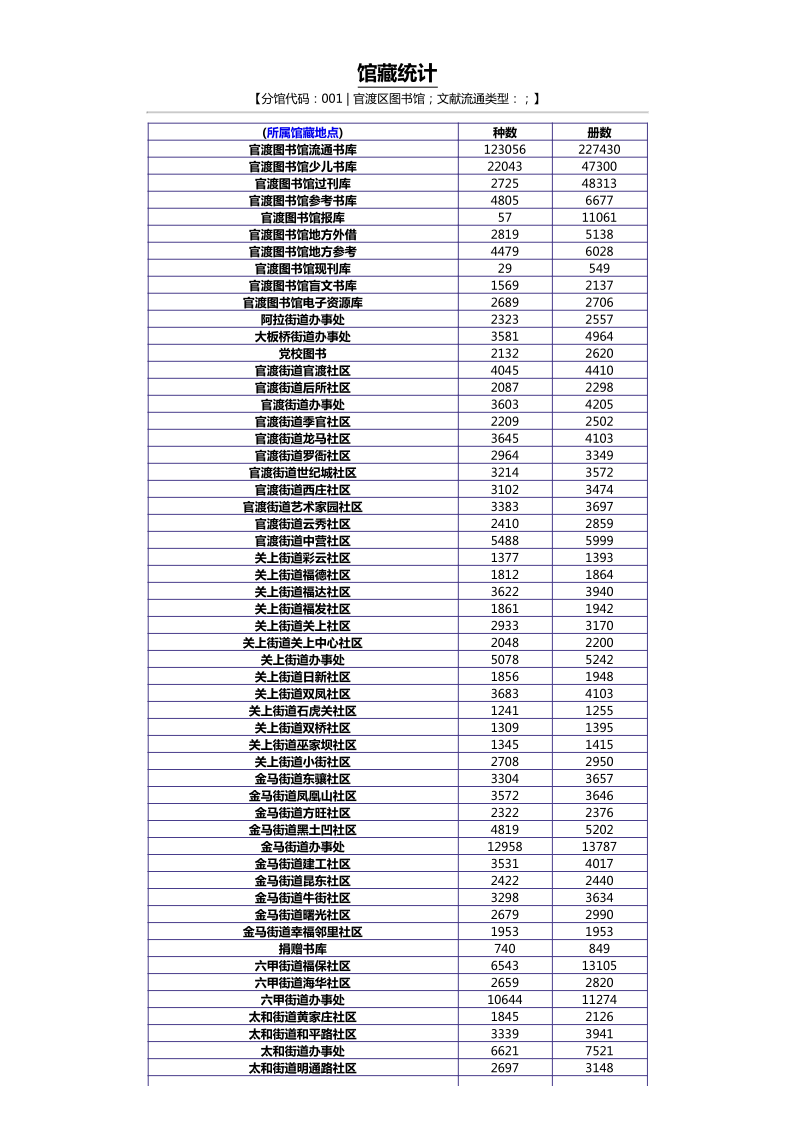 馆藏统计
【分馆代码：001 | 官渡区图书馆；文献流通类型：；】
(所属馆藏地点) 种数 册数
官渡图书馆流通书库 123056 227430
官渡图书馆少儿书库 22043 47300
官渡图书馆过刊库 2725 48313
官渡图书馆参考书库 4805 6677
官渡图书馆报库 57 11061
官渡图书馆地方外借 2819 5138
官渡图书馆地方参考 4479 6028
官渡图书馆现刊库 29 549
官渡图书馆盲文书库 1569 2137
官渡图书馆电子资源库 2689 2706
阿拉街道办事处 2323 2557
大板桥街道办事处 3581 4964
党校图书 2132 2620
官渡街道官渡社区 4045 4410
官渡街道后所社区 2087 2298
官渡街道办事处 3603 4205
官渡街道季官社区 2209 2502
官渡街道龙马社区 3645 4103
官渡街道罗衙社区 2964 3349
官渡街道世纪城社区 3214 3572
官渡街道西庄社区 3102 3474
官渡街道艺术家园社区 3383 3697
官渡街道云秀社区 2410 2859
官渡街道中营社区 5488 5999
关上街道彩云社区 1377 1393
关上街道福德社区 1812 1864
关上街道福达社区 3622 3940
关上街道福发社区 1861 1942
关上街道关上社区 2933 3170
关上街道关上中心社区 2048 2200
关上街道办事处 5078 5242
关上街道日新社区 1856 1948
关上街道双凤社区 3683 4103
关上街道石虎关社区 1241 1255
关上街道双桥社区 1309 1395
关上街道巫家坝社区 1345 1415
关上街道小街社区 2708 2950
金马街道东骧社区 3304 3657
金马街道凤凰山社区 3572 3646
金马街道方旺社区 2322 2376
金马街道黑土凹社区 4819 5202
金马街道办事处 12958 13787
金马街道建工社区 3531 4017
金马街道昆东社区 2422 2440
金马街道牛街社区 3298 3634
金马街道曙光社区 2679 2990
金马街道幸福邻里社区 1953 1953
捐赠书库 740 849
六甲街道福保社区 6543 13105
六甲街道海华社区 2659 2820
六甲街道办事处 10644 11274
太和街道黄家庄社区 1845 2126
太和街道和平路社区 3339 3941
太和街道办事处 6621 7521
太和街道明通路社区 2697 3148